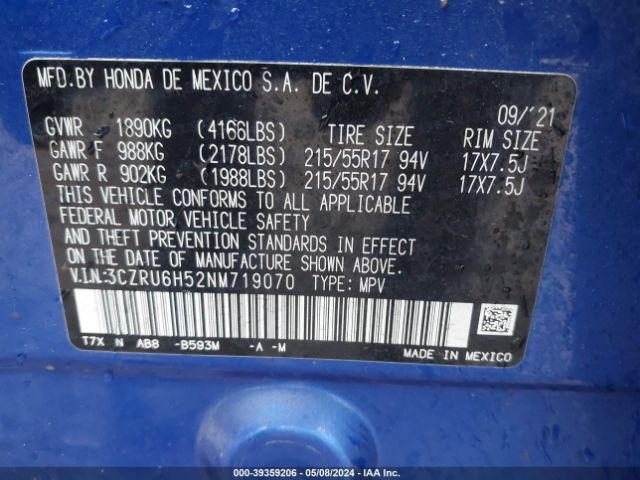 MFD.BY HONDA DE MEXICO S.A. DE C.V.
09/'21
GVWR 1890KG (4166LBS) TIRE SIZE RIM SIZE
GAWR F 988KG (2178LBS) 215/55R17 94V 17X7.5J
GAWR R 902KG (1988LBS) 215/55R17 94V 17X7.5J
THIS VEHICLE CONFORMS TO ALL APPLICABLE
FEDERAL MOTOR VEHICLE SAFETY
AND THEFT PREVENTION STANDARDS IN EFFECT
ON THE DATE OF MANUFACTURE SHOWN ABOVE.
V.I.N:3CZRU6H52NM719070 TYPE: MPV
T7X N AB8 -B593M -A -M
MADE IN MEXICO
000-39359206 - 05/08/2024 - IAA Inc.